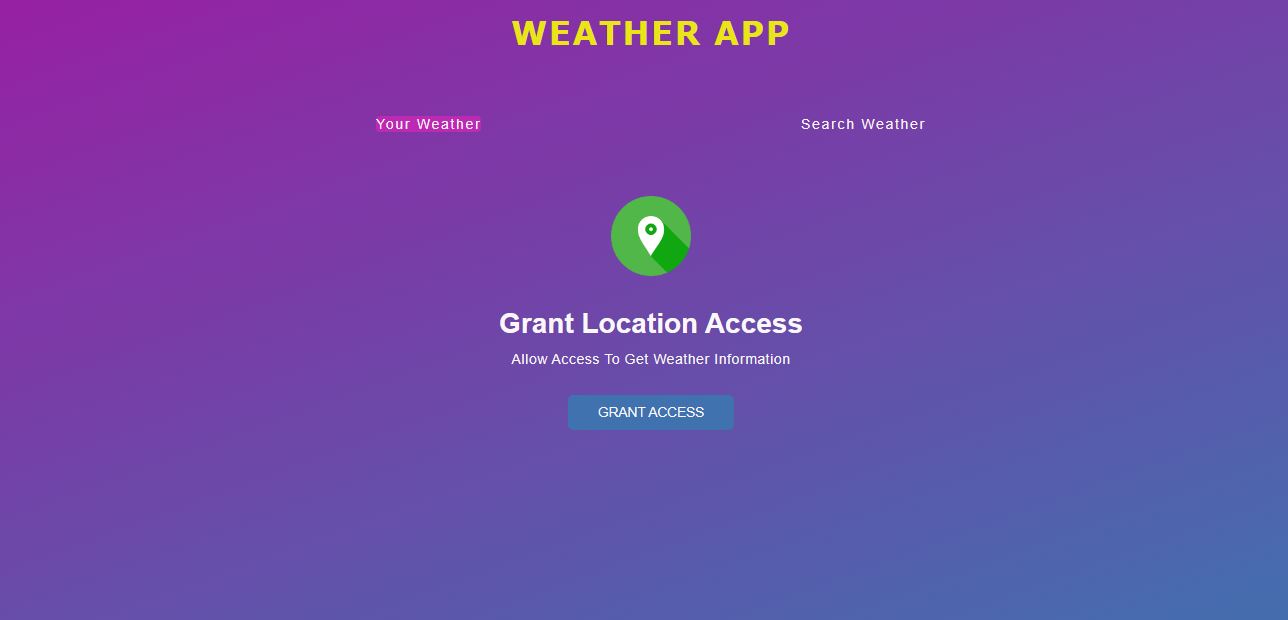 WEATHER APP
Your Weather
Search Weather
Grant Location Access
Allow Access To Get Weather Information
GRANT ACCESS